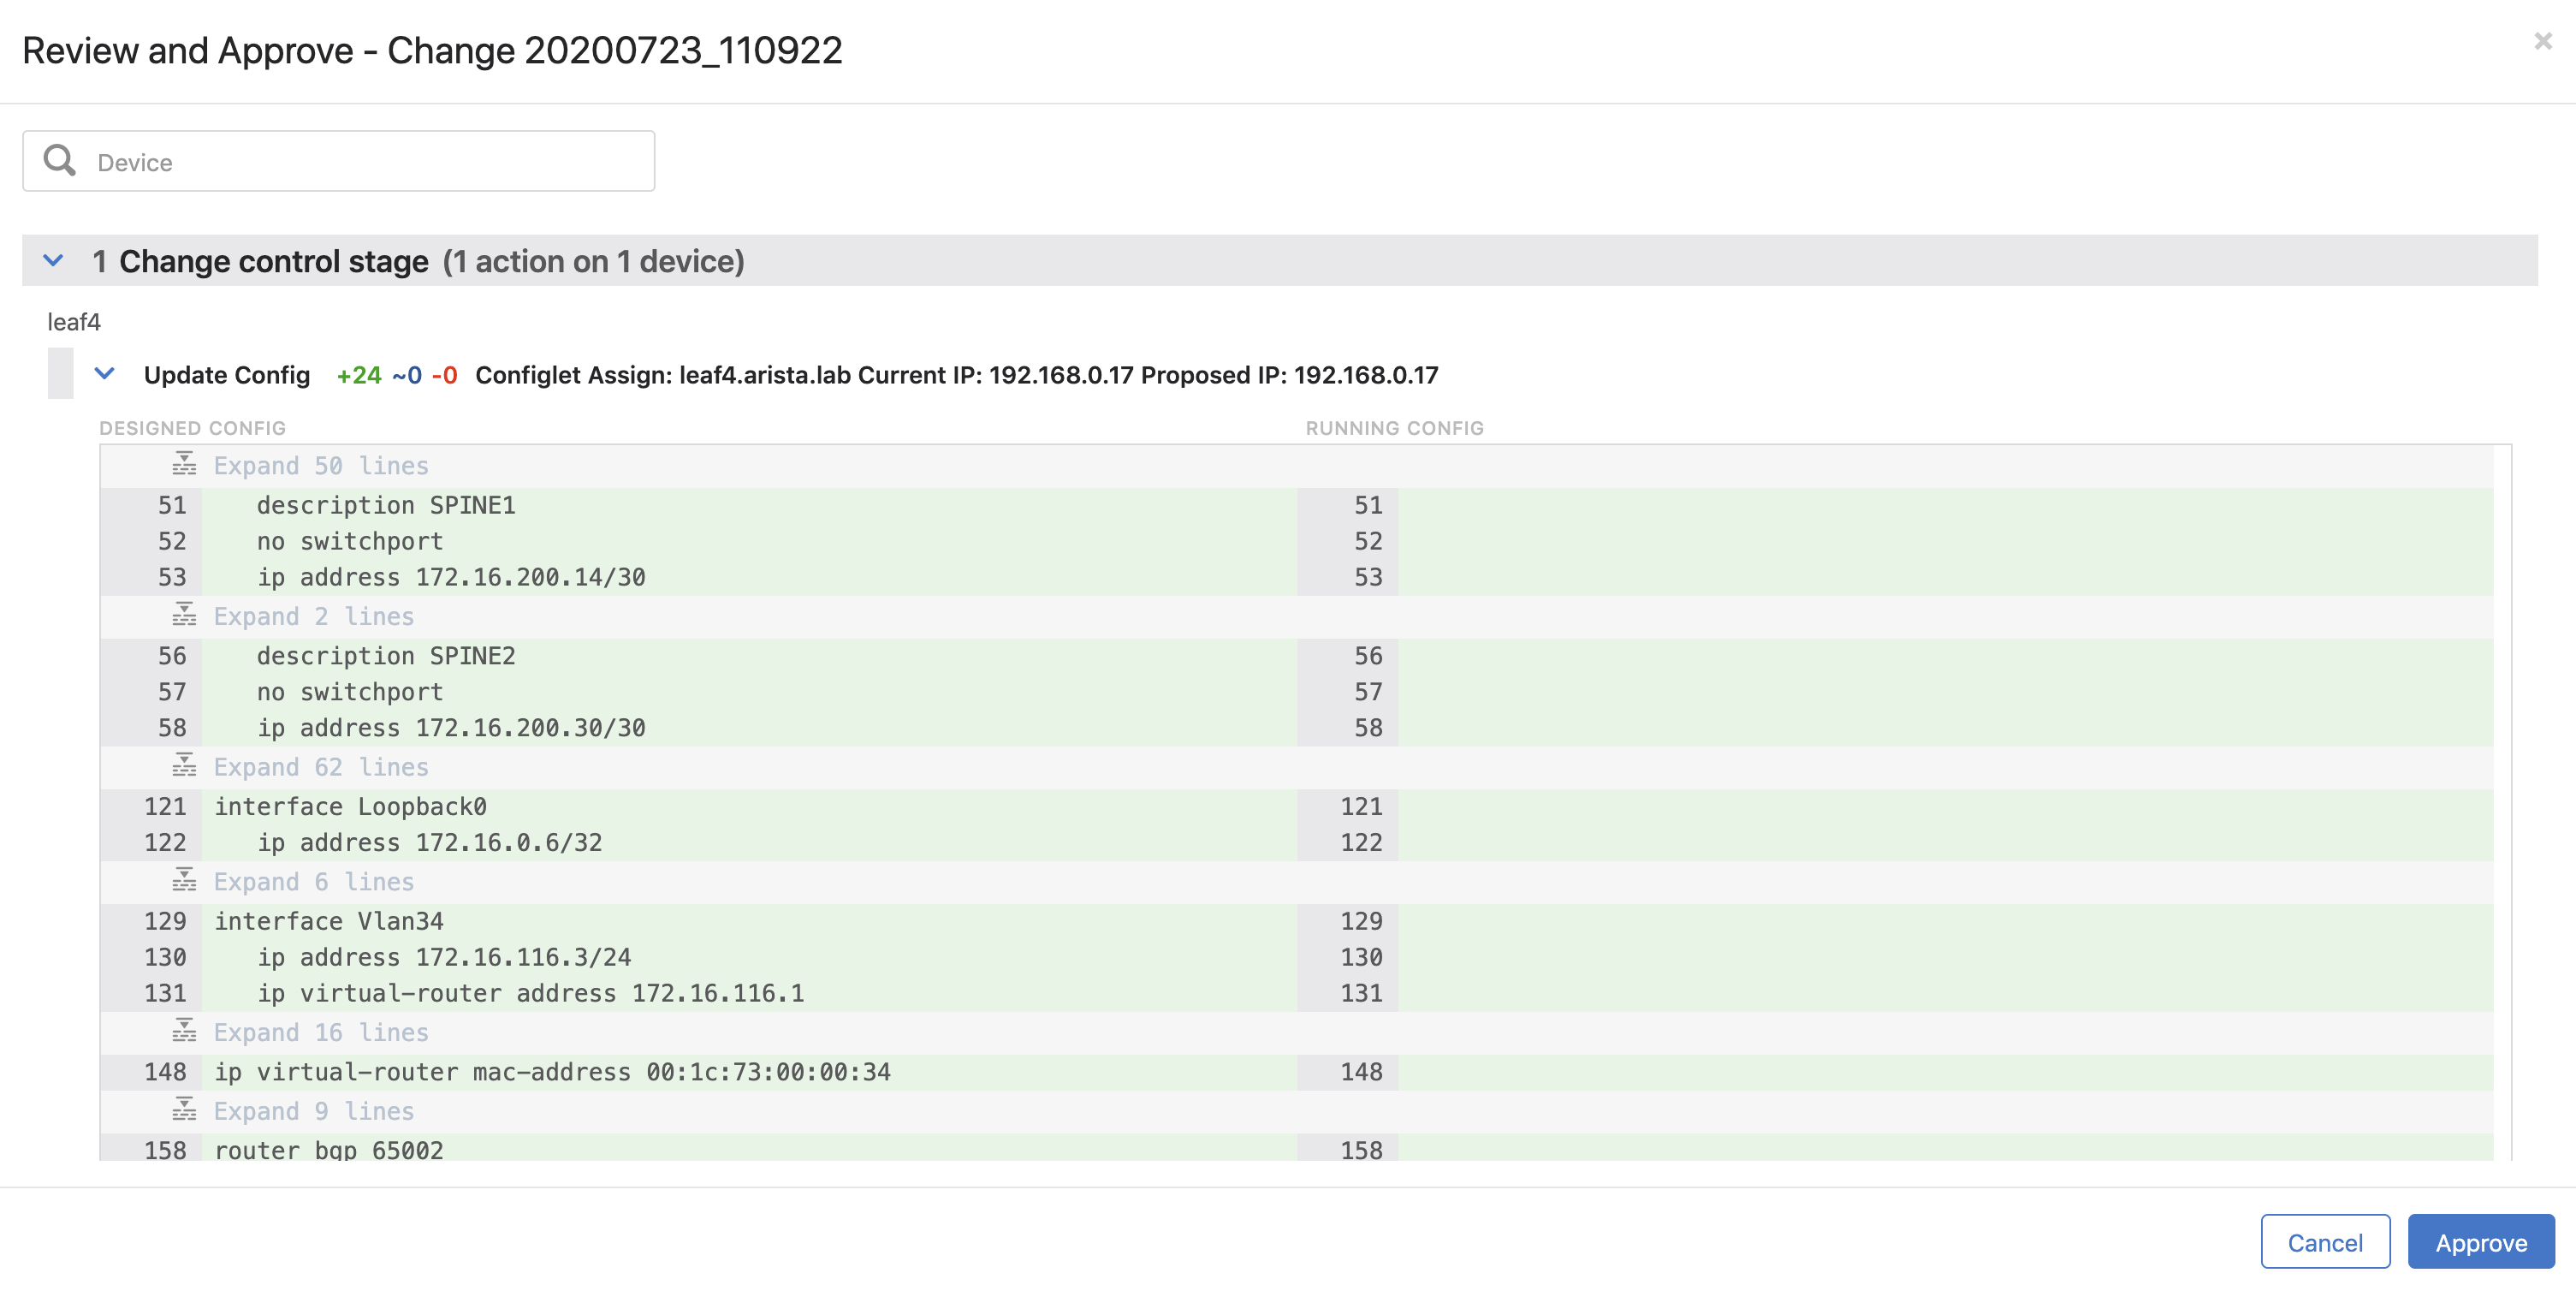 Review and Approve - Change 20200723_110922
×
Device
1 Change control stage (1 action on 1 device)
leaf4
Update Config +24 ~0 -0 Configlet Assign: leaf4.arista.lab Current IP: 192.168.0.17 Proposed IP: 192.168.0.17
DESIGNED CONFIG RUNNING CONFIG
Expand 50 lines
51 description SPINE1 51
52 no switchport 52
53 ip address 172.16.200.14/30 53
Expand 2 lines
56 description SPINE2 56
57 no switchport 57
58 ip address 172.16.200.30/30 58
Expand 62 lines
121 interface Loopback0 121
122 ip address 172.16.0.6/32 122
Expand 6 lines
129 interface Vlan34 129
130 ip address 172.16.116.3/24 130
131 ip virtual-router address 172.16.116.1 131
Expand 16 lines
148 ip virtual-router mac-address 00:1c:73:00:00:34 148
Expand 9 lines
158 router bgp 65002 158
Cancel Approve